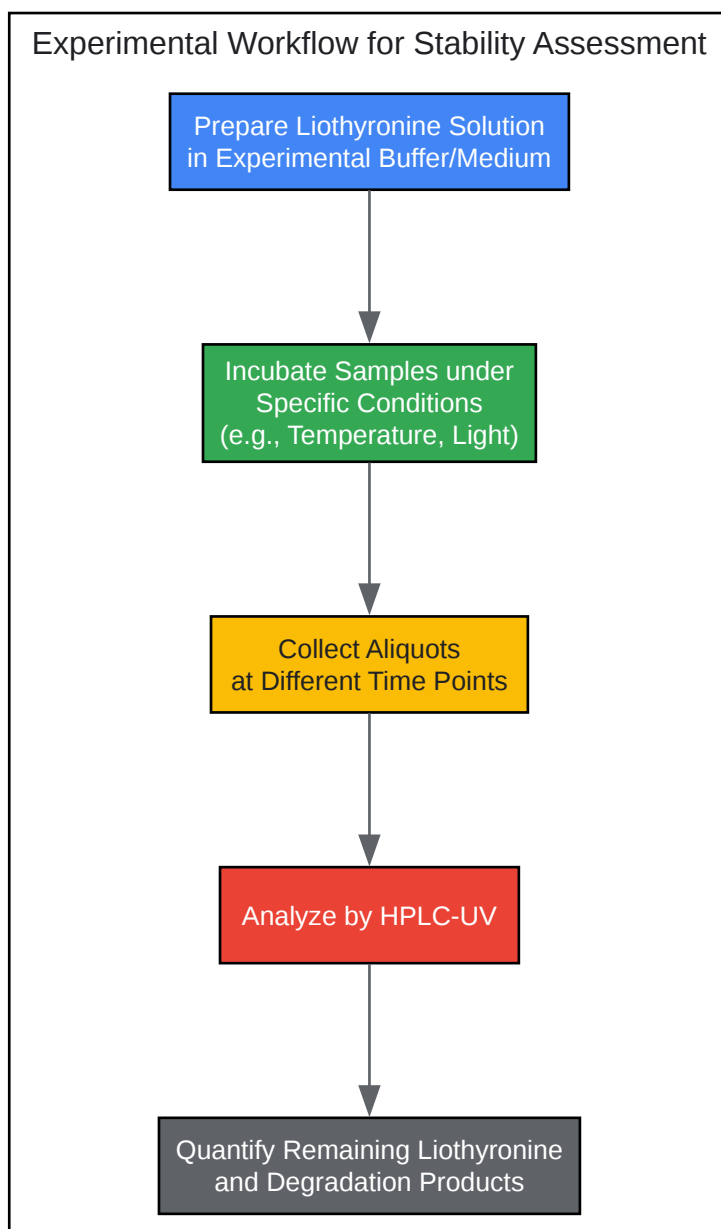 Experimental Workflow for Stability Assessment
Prepare Liothyronine Solution
in Experimental Buffer/Medium
Incubate Samples under
Specific Conditions
(e.g., Temperature, Light)
Collect Aliquots
at Different Time Points
Analyze by HPLC-UV
Quantify Remaining Liothyronine
and Degradation Products